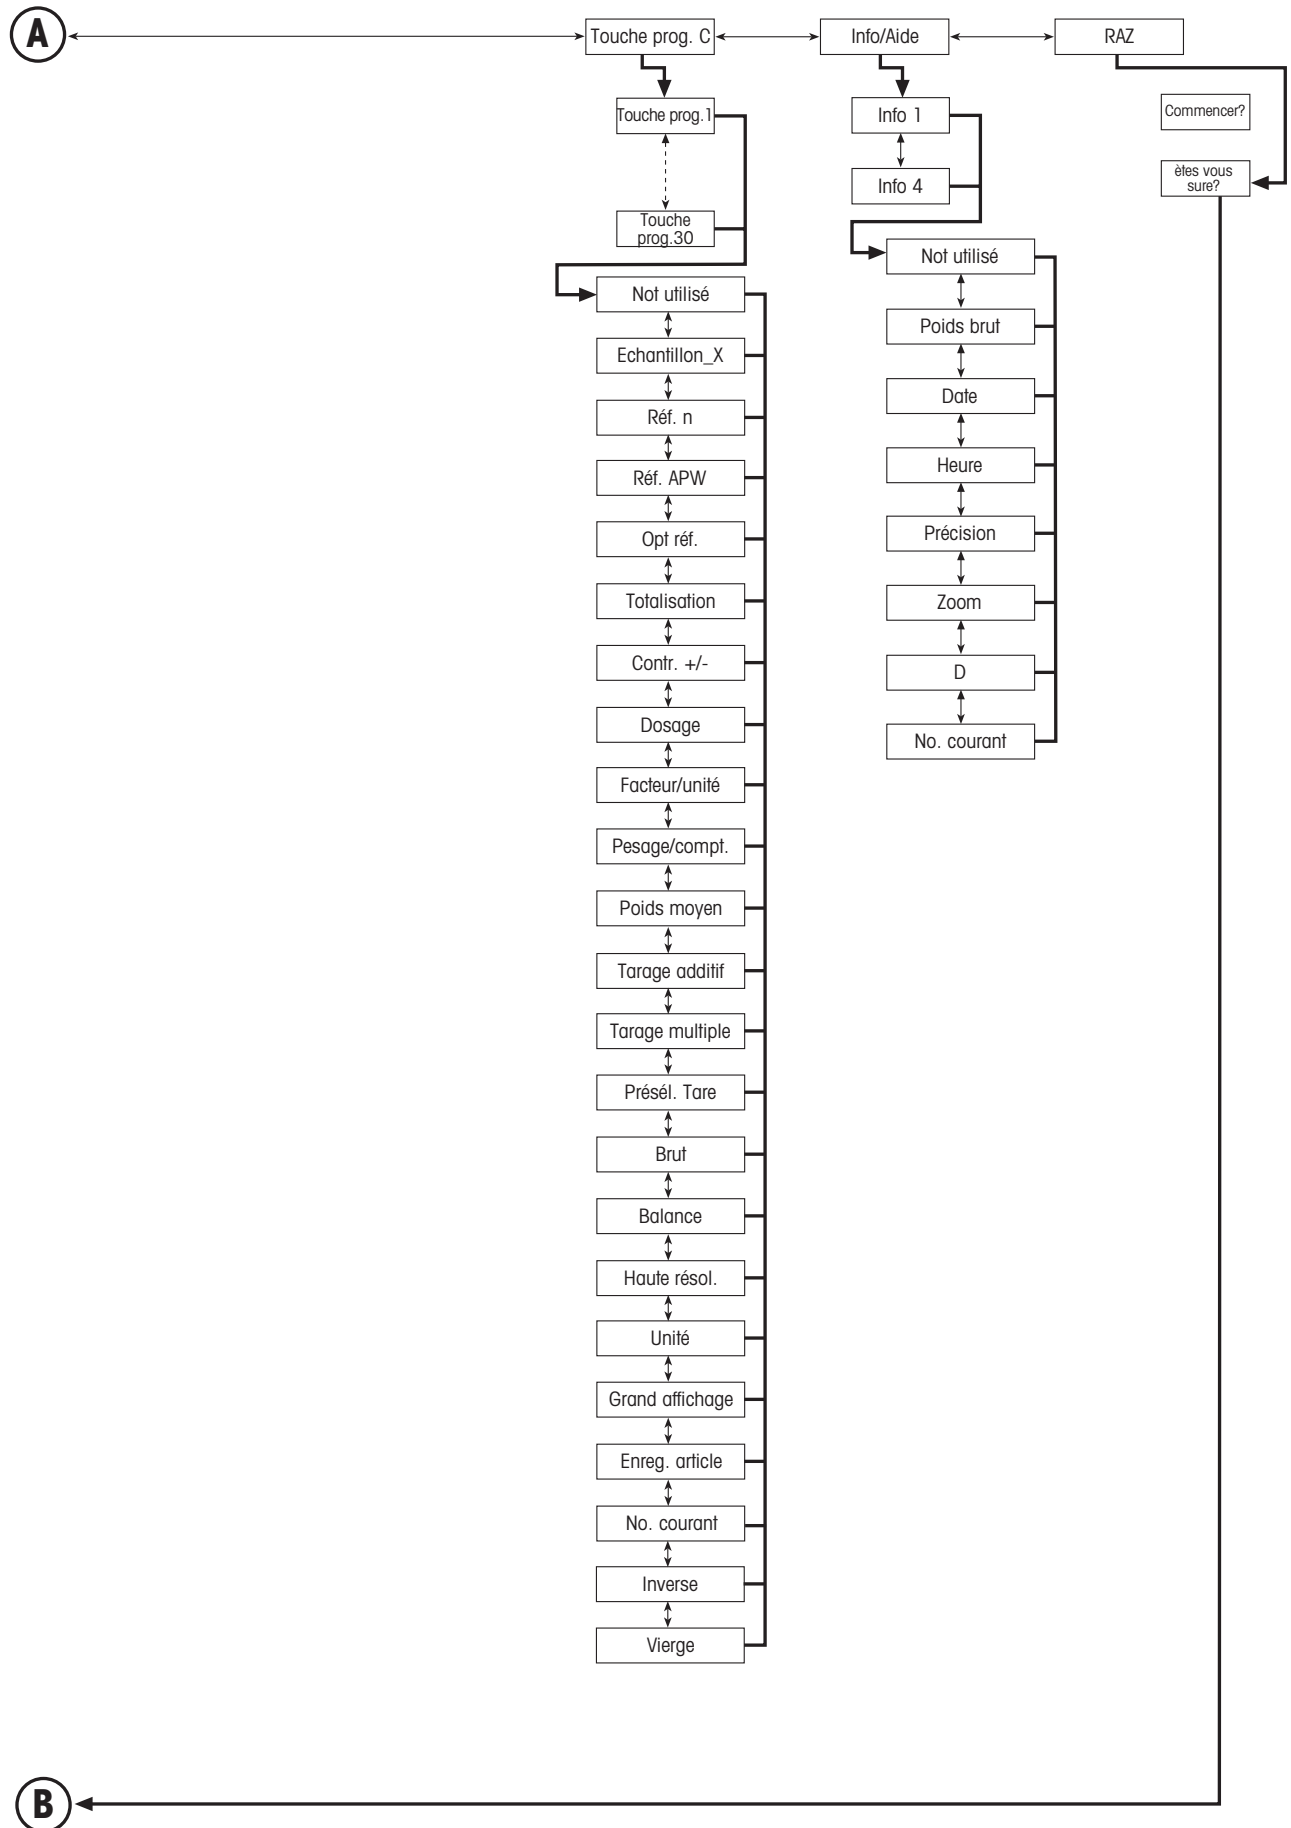 A
Touche prog. C
Info/Aide
RAZ
Touche prog.1
Touche
prog.30
Info 1
Info 4
Commencer?
ètes vous
sure?
Not utilisé
Echantillon_X
Réf. n
Réf. APW
Opt réf.
Totalisation
Contr. +/-
Dosage
Facteur/unité
Pesage/compt.
Poids moyen
Tarage additif
Tarage multiple
Présél. Tare
Brut
Balance
Haute résol.
Unité
Grand affichage
Enreg. article
No. courant
Inverse
Vierge
Not utilisé
Poids brut
Date
Heure
Précision
Zoom
D
No. courant
B